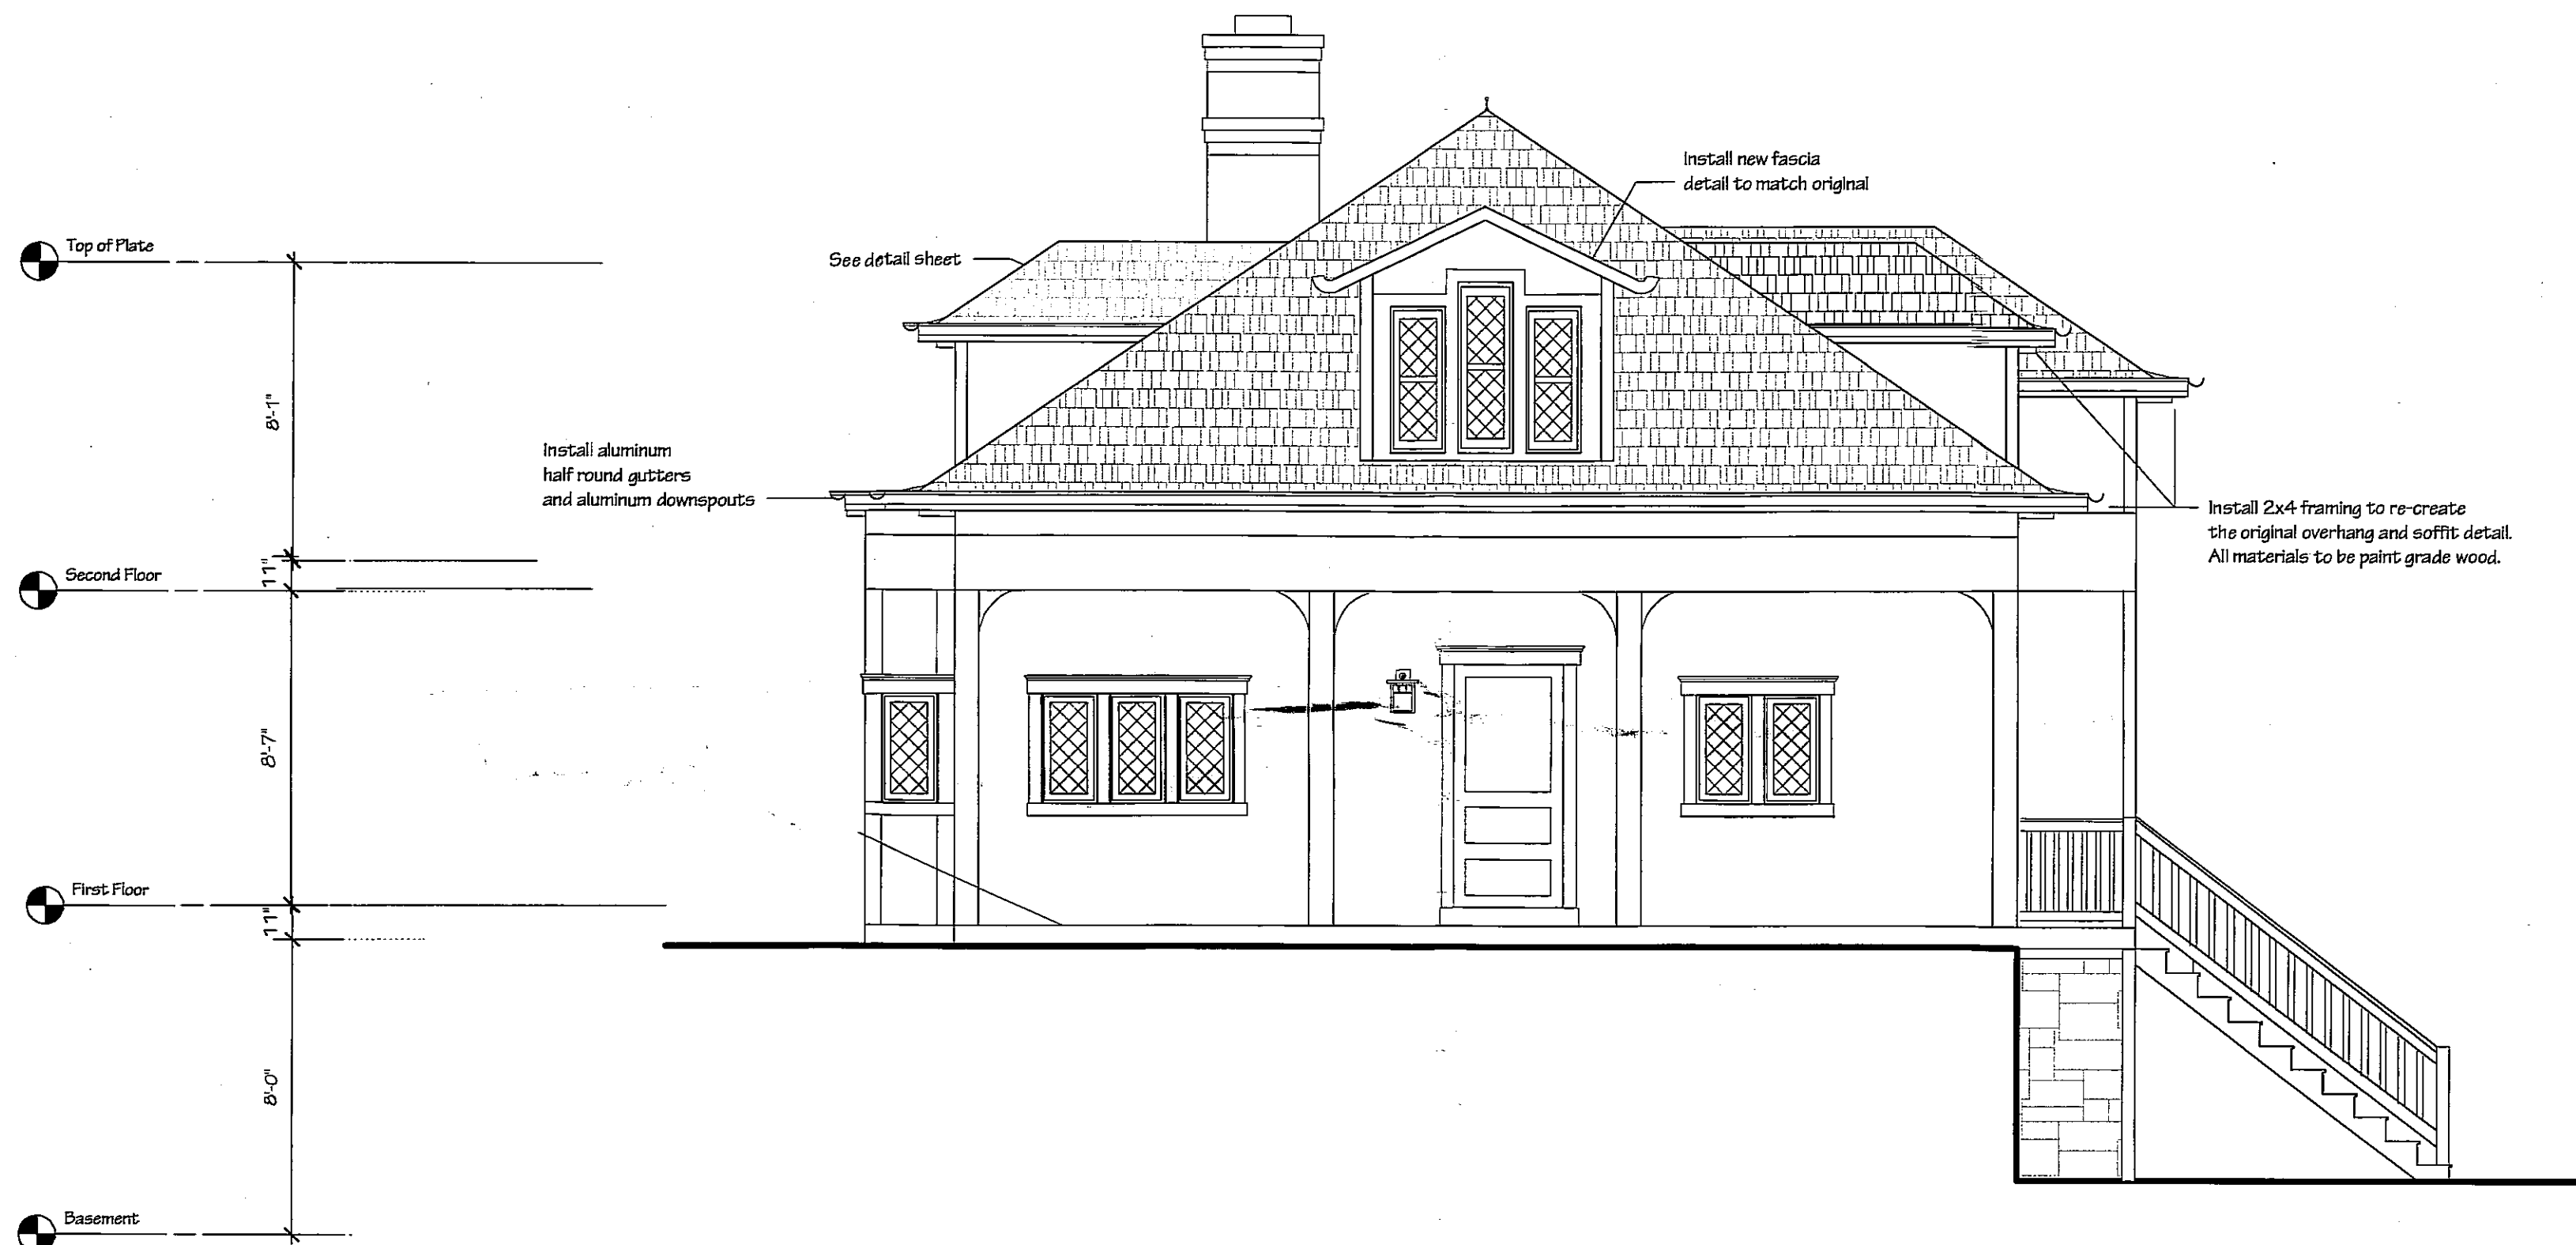 Install new fascia
detail to match original
Top of Plate
See detail sheet
8'-1"
Install aluminum
half round gutters
and aluminum downspouts
Install 2x4 framing to re-create
the original overhang and soffit detail.
All materials to be paint grade wood.
11"
Second Floor
8'-7"
First Floor
11"
8'-0"
Basement